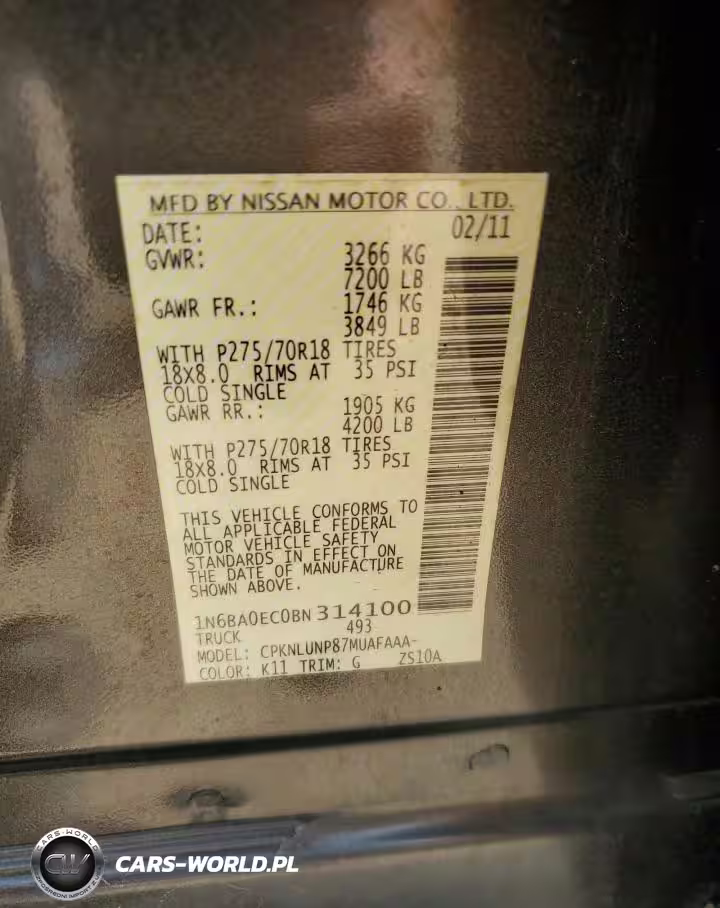 MFD BY NISSAN MOTOR CO., LTD.
DATE: 02/11
GVWR: 3266 KG
7200 LB
GAWR FR.: 1746 KG
3849 LB
WITH P275/70R18 TIRES
18X8.0 RIMS AT 35 PSI
COLD SINGLE
GAWR RR.: 1905 KG
4200 LB
WITH P275/70R18 TIRES
18X8.0 RIMS AT 35 PSI
COLD SINGLE
THIS VEHICLE CONFORMS TO
ALL APPLICABLE FEDERAL
MOTOR VEHICLE SAFETY
STANDARDS IN EFFECT ON
THE DATE OF MANUFACTURE
SHOWN ABOVE.
1N6BA0EC0BN314100
TRUCK 493
MODEL: CPKNLUNP87MUAFAAA-
COLOR: K11 TRIM: G ZS10A
CARS-WORLD
CW
CARS-WORLD.PL